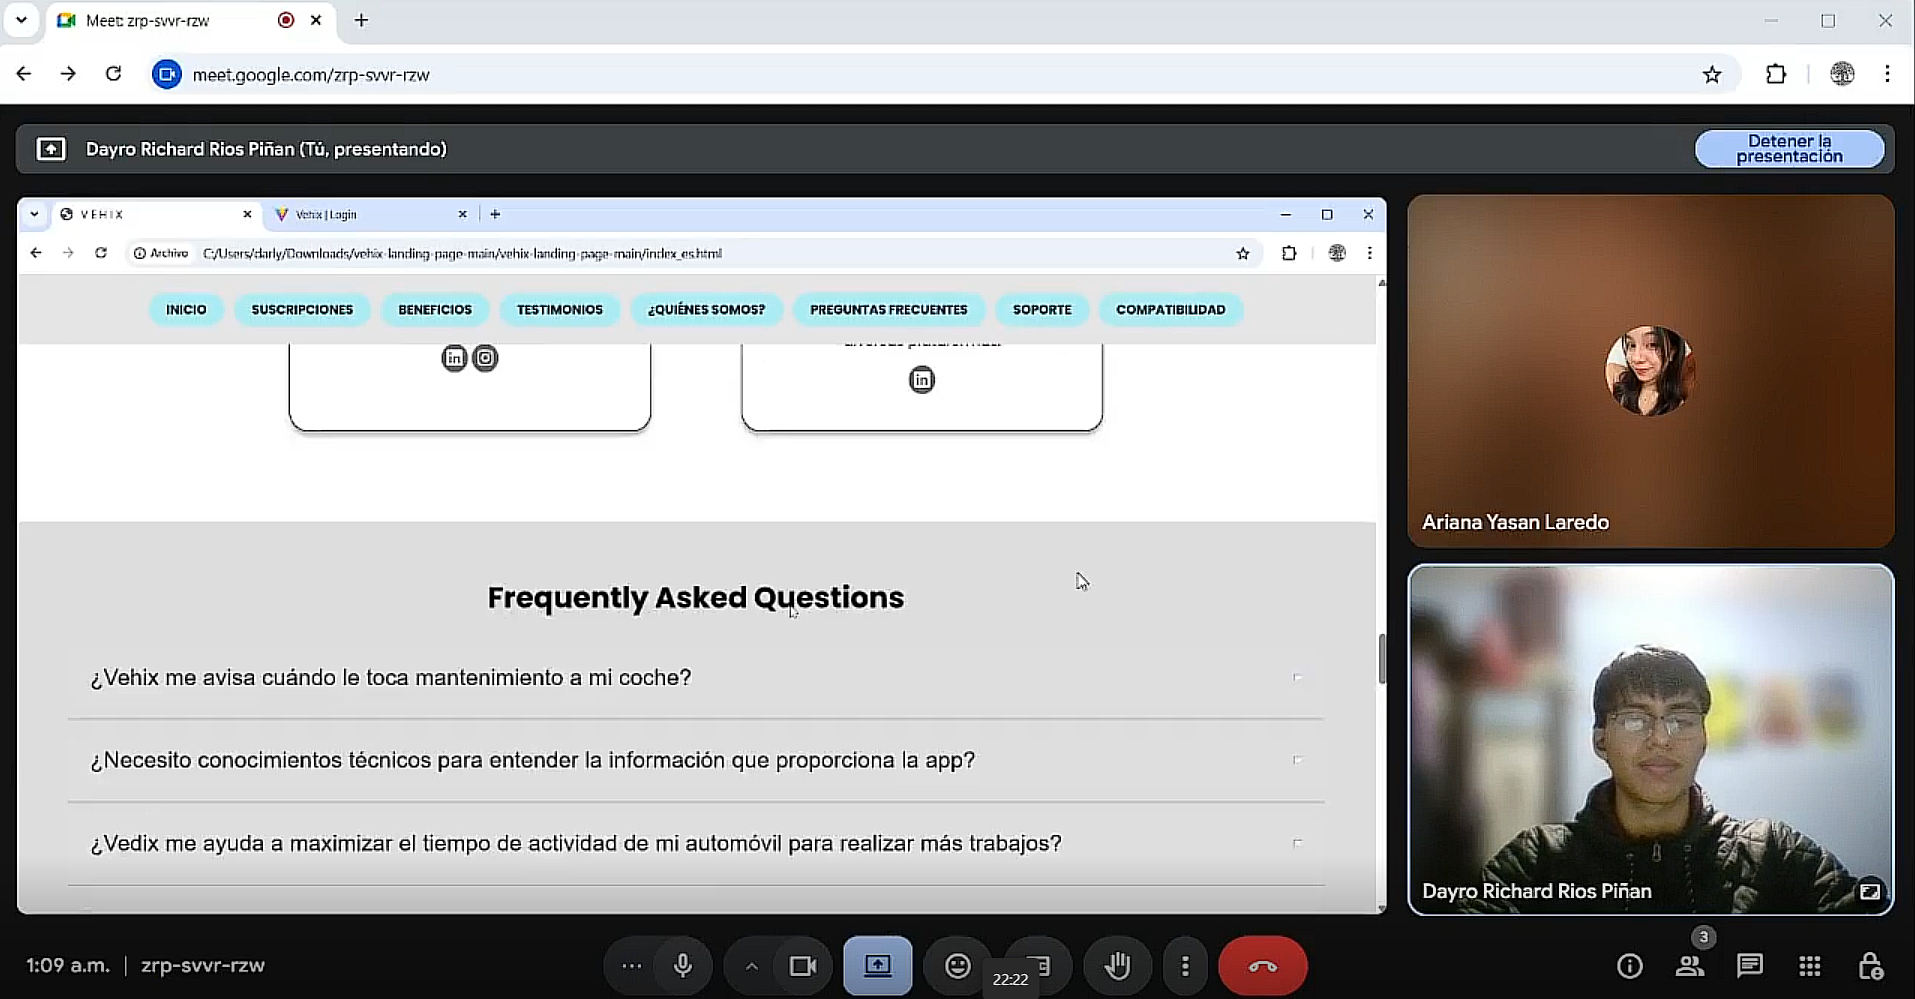 Meet: zrp-svvr-rzw
meet.google.com/zrp-svvr-rzw
Dayro Richard Rios Piñan (Tú, presentando)
Detener la
presentación
VEHIX
Vehix | Login
Archivo
C:/Users/darly/Downloads/vehix-landing-page-main/vehix-landing-page-main/index_es.html
INICIO
SUSCRIPCIONES
BENEFICIOS
TESTIMONIOS
¿QUIÉNES SOMOS?
PREGUNTAS FRECUENTES
SOPORTE
COMPATIBILIDAD
in
in
Frequently Asked Questions
¿Vehix me avisa cuándo le toca mantenimiento a mi coche?
¿Necesito conocimientos técnicos para entender la información que proporciona la app?
¿Vedix me ayuda a maximizar el tiempo de actividad de mi automóvil para realizar más trabajos?
Ariana Yasan Laredo
Dayro Richard Rios Piñan
1:09 a.m. | zrp-svvr-rzw
22:22
3